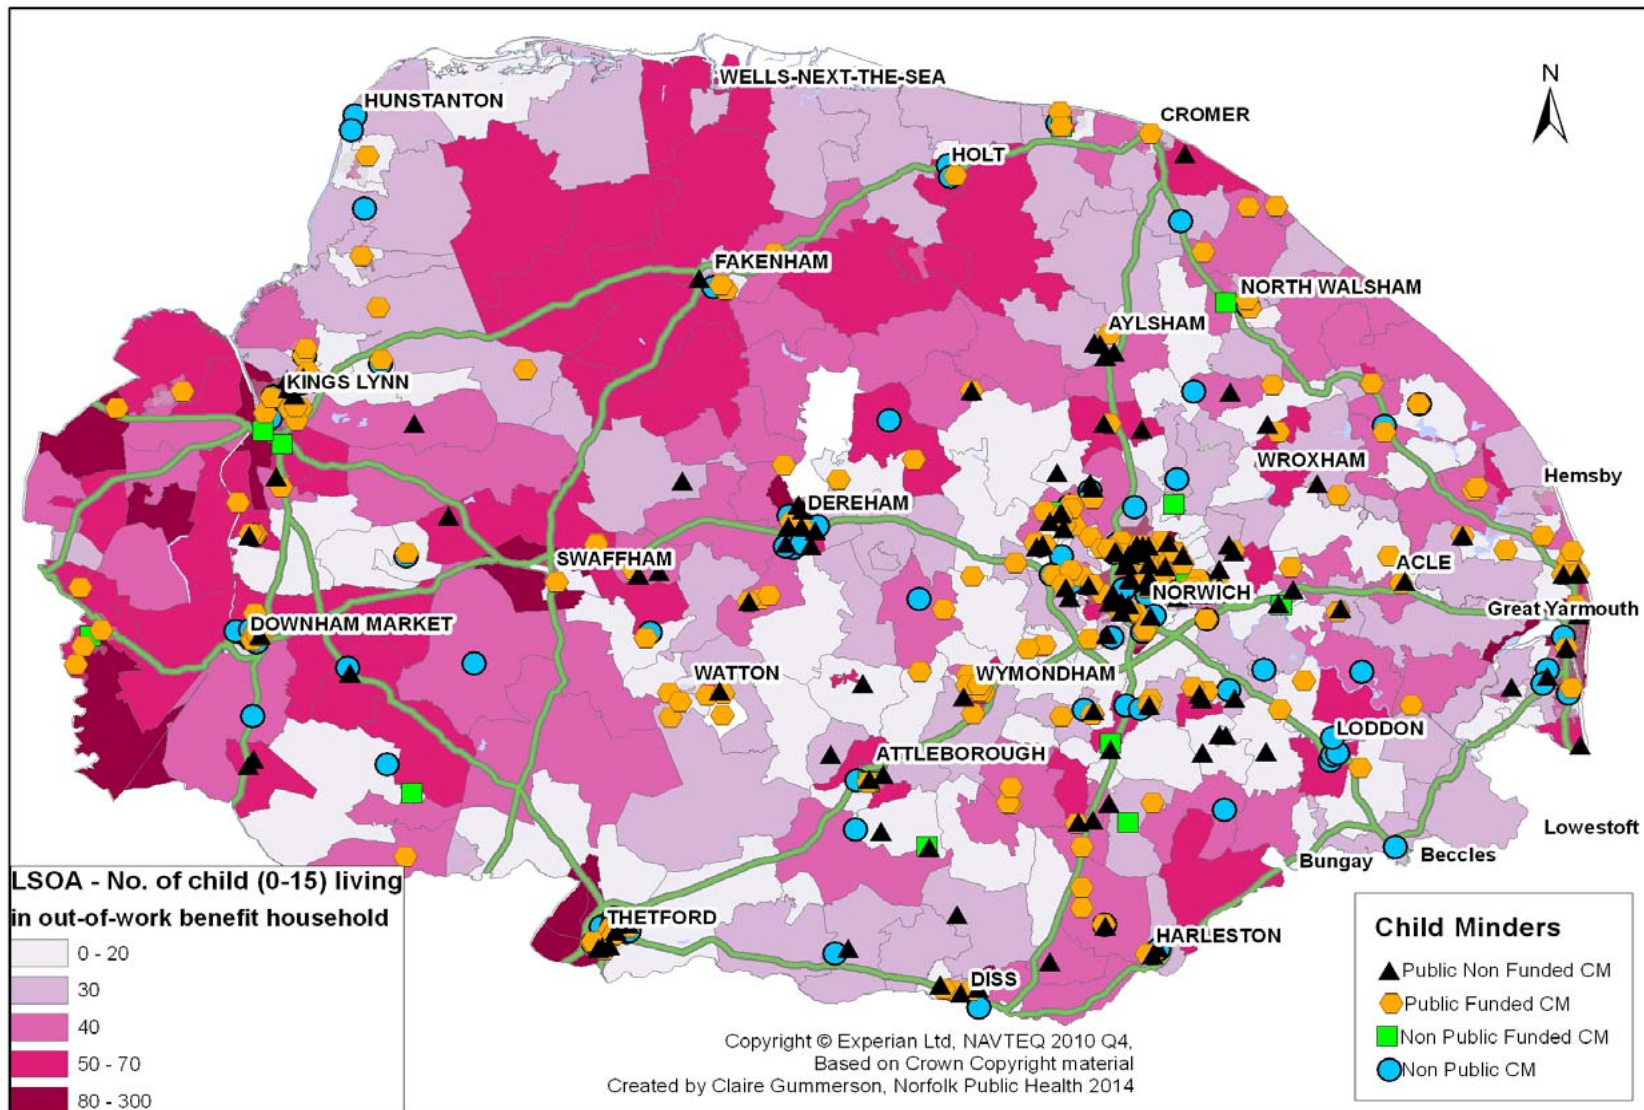 WELLS-NEXT-THE-SEA
HUNSTANTON
N
CROMER
HOLT
FAKENHAM
NORTH WALSHAM
AYLSHAM
KINGS LYNN
WROXHAM
Hemsby
DEREHAM
SWAFFHAM
ACLE
NORWICH
Great Yarmouth
DOWNHAM MARKET
WATTON
WYMONDHAM
LODDON
ATTLEBOROUGH
Lowestoft
Bungay
Beccles
LSOA - No. of child (0-15) living
in out-of-work benefit household
0 - 20
30
40
50 - 70
80 - 300
THETFORD
HARLESTON
DISS
Child Minders
Public Non Funded CM
Public Funded CM
Non Public Funded CM
Non Public CM
Copyright © Experian Ltd, NAVTEQ 2010 Q4,
Based on Crown Copyright material
Created by Claire Gummerson, Norfolk Public Health 2014